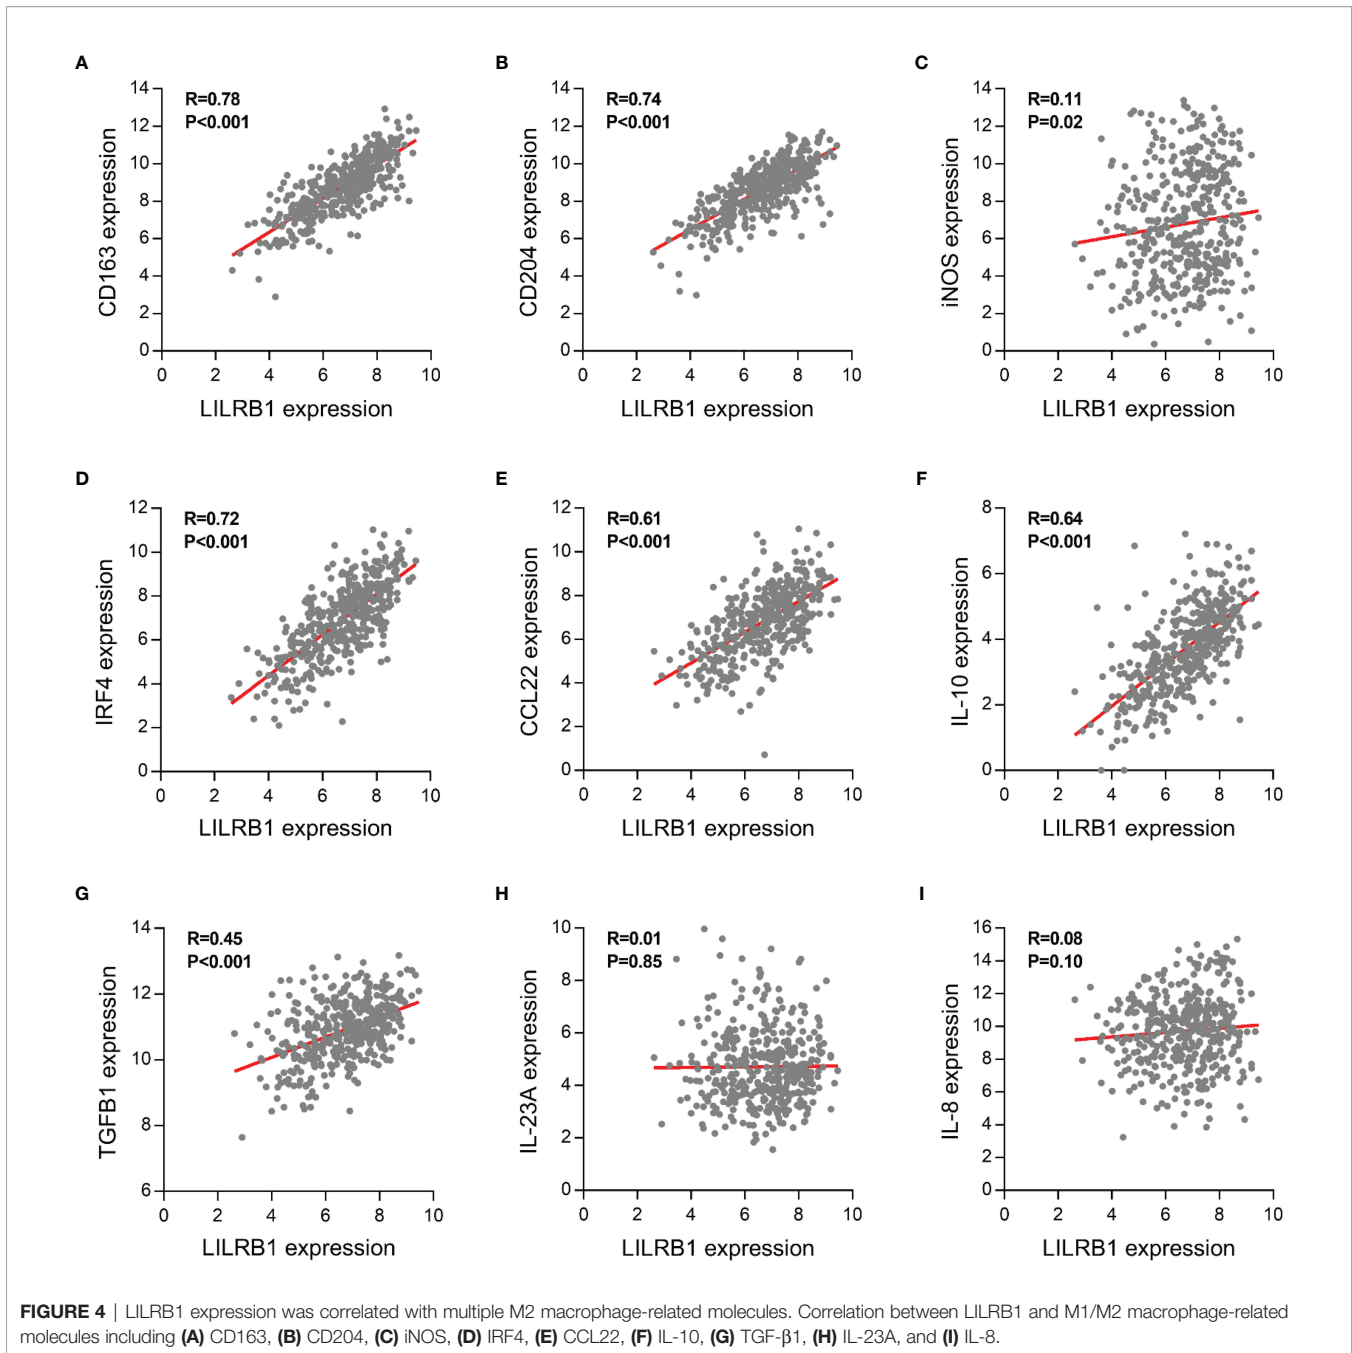 A
R=0.78
P<0.001
CD163 expression
14
12
10
8
6
4
2
0
0 2 4 6 8 10
LILRB1 expression
B
R=0.74
P<0.001
CD204 expression
14
12
10
8
6
4
2
0
0 2 4 6 8 10
LILRB1 expression
C
R=0.11
P=0.02
iNOS expression
14
12
10
8
6
4
2
0
0 2 4 6 8 10
LILRB1 expression
D
R=0.72
P<0.001
IRF4 expression
12
10
8
6
4
2
0
0 2 4 6 8 10
LILRB1 expression
E
R=0.61
P<0.001
CCL22 expression
12
10
8
6
4
2
0
0 2 4 6 8 10
LILRB1 expression
F
R=0.64
P<0.001
IL-10 expression
8
6
4
2
0
0 2 4 6 8 10
LILRB1 expression
G
R=0.45
P<0.001
TGFB1 expression
14
12
10
8
6
0 2 4 6 8 10
LILRB1 expression
H
R=0.01
P=0.85
IL-23A expression
10
8
6
4
2
0
0 2 4 6 8 10
LILRB1 expression
I
R=0.08
P=0.10
IL-8 expression
16
14
12
10
8
6
4
2
0
0 2 4 6 8 10
LILRB1 expression
FIGURE 4 | LILRB1 expression was correlated with multiple M2 macrophage-related molecules. Correlation between LILRB1 and M1/M2 macrophage-related
molecules including (A) CD163, (B) CD204, (C) iNOS, (D) IRF4, (E) CCL22, (F) IL-10, (G) TGF-β1, (H) IL-23A, and (I) IL-8.